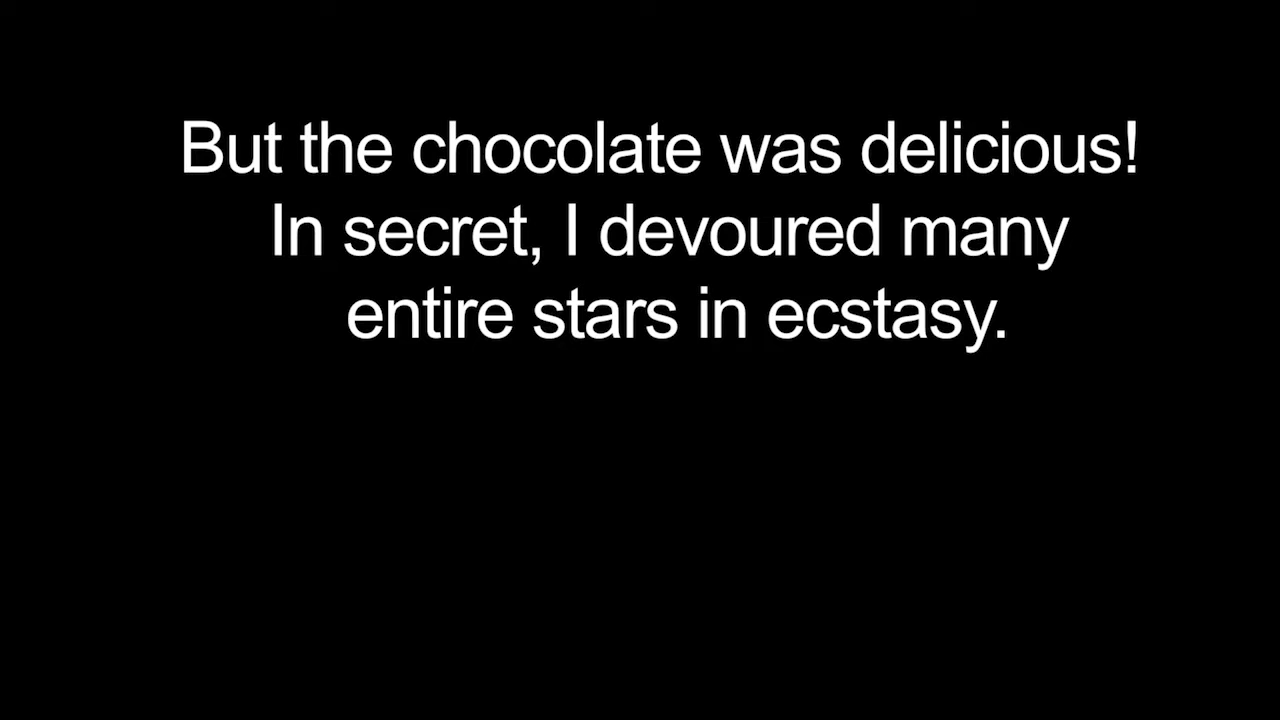 But the chocolate was delicious!
In secret, I devoured many
entire stars in ecstasy.